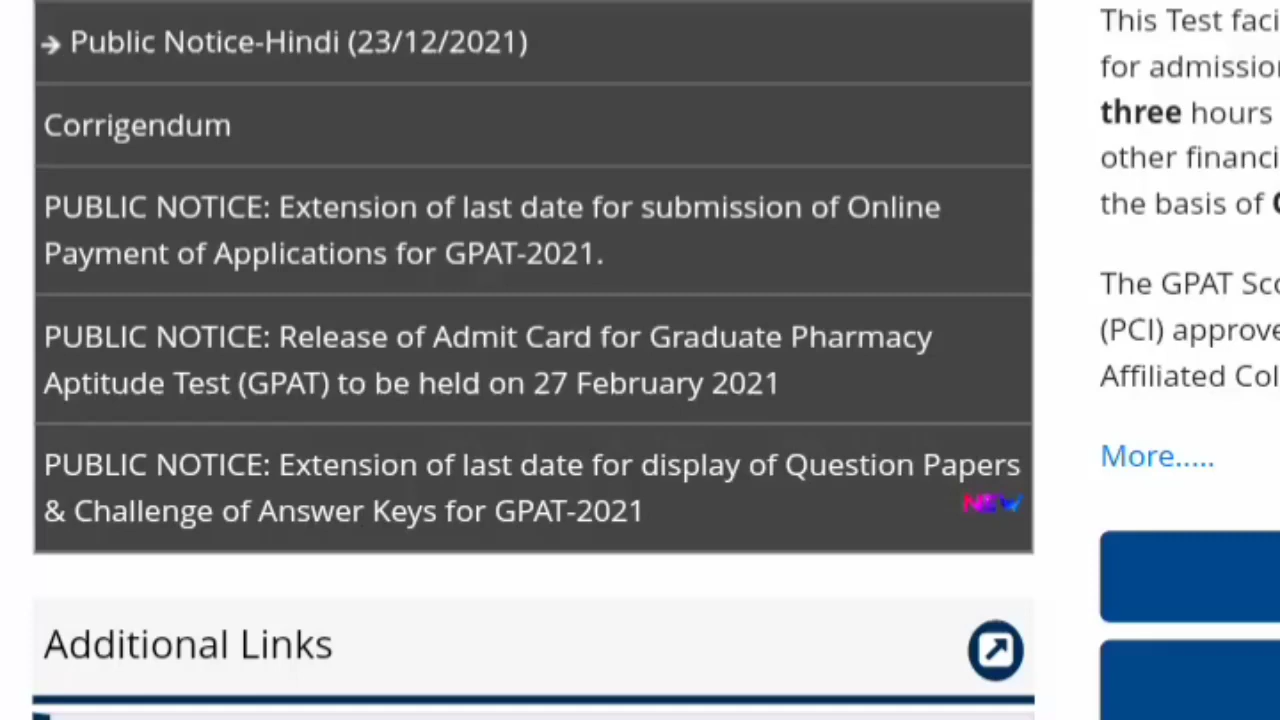 → Public Notice-Hindi (23/12/2021)
Corrigendum
PUBLIC NOTICE: Extension of last date for submission of Online
Payment of Applications for GPAT-2021.
PUBLIC NOTICE: Release of Admit Card for Graduate Pharmacy
Aptitude Test (GPAT) to be held on 27 February 2021
PUBLIC NOTICE: Extension of last date for display of Question Papers
& Challenge of Answer Keys for GPAT-2021
NEW
Additional Links
This Test faci
for admission
three hours
other financi
the basis of
The GPAT Sco
(PCI) approve
Affiliated Col
More.....